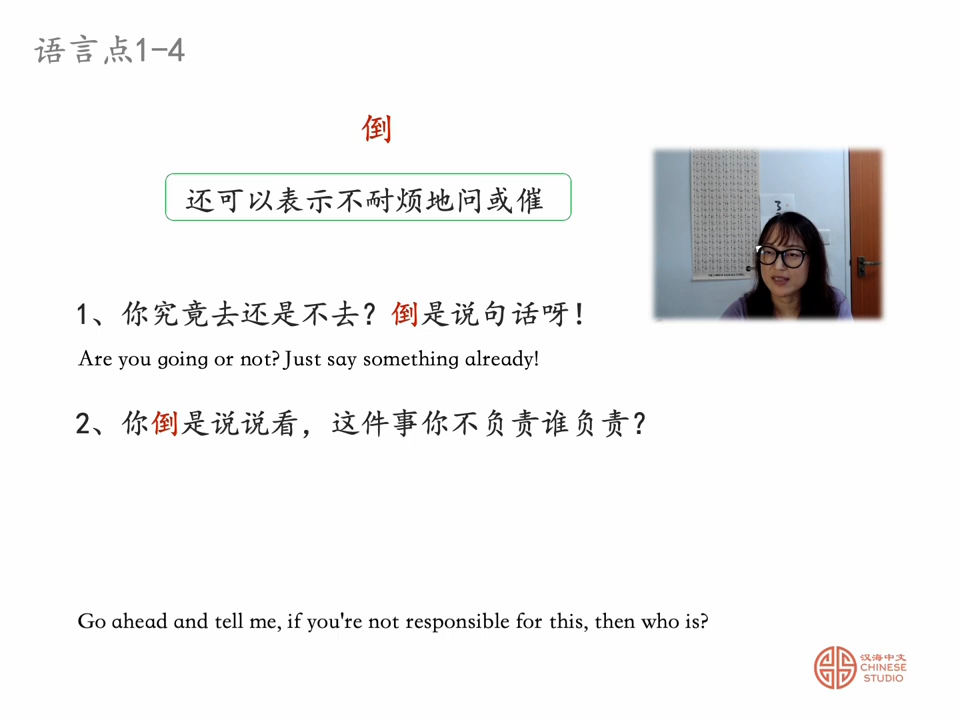 语言点1-4
倒
还可以表示不耐烦地问或催
1、你究竟去还是不去？倒是说句话呀！
Are you going or not? Just say something already!
2、你倒是说说看，这件事你不负责谁负责？
Go ahead and tell me, if you're not responsible for this, then who is?
汉海中文
CHINESE
STUDIO